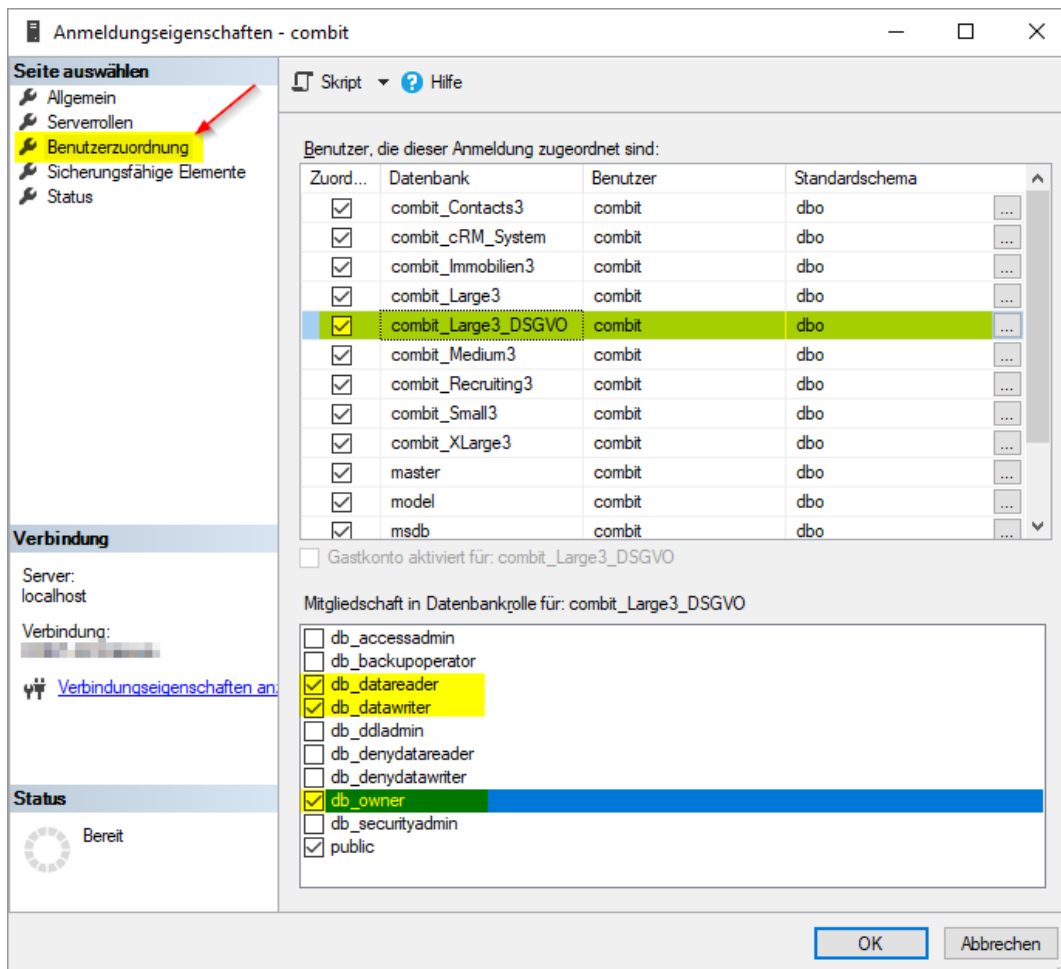 Anmeldungseigenschaften - combit
Seite auswählen
Allgemein
Serverrollen
Benutzerzuordnung
Sicherungsfähige Elemente
Status
Skript
Hilfe
Benutzer, die dieser Anmeldung zugeordnet sind:
Zuord... Datenbank Benutzer Standardschema
combit_Contacts3 combit dbo ...
combit_cRM_System combit dbo ...
combit_Immobilien3 combit dbo ...
combit_Large3 combit dbo ...
combit_Large3_DSGVO combit dbo ...
combit_Medium3 combit dbo ...
combit_Recruiting3 combit dbo ...
combit_Small3 combit dbo ...
combit_XLarge3 combit dbo ...
master combit dbo ...
model combit dbo ...
msdb combit dbo ...
Gastkonto aktiviert für: combit_Large3_DSGVO
Mitgliedschaft in Datenbankrolle für: combit_Large3_DSGVO
db_accessadmin
db_backupoperator
db_datareader
db_datawriter
db_ddladmin
db_denydatareader
db_denydatawriter
db_owner
db_securityadmin
public
Verbindung
Server:
localhost
Verbindung:
Verbindungseigenschaften an
Status
Bereit
OK
Abbrechen